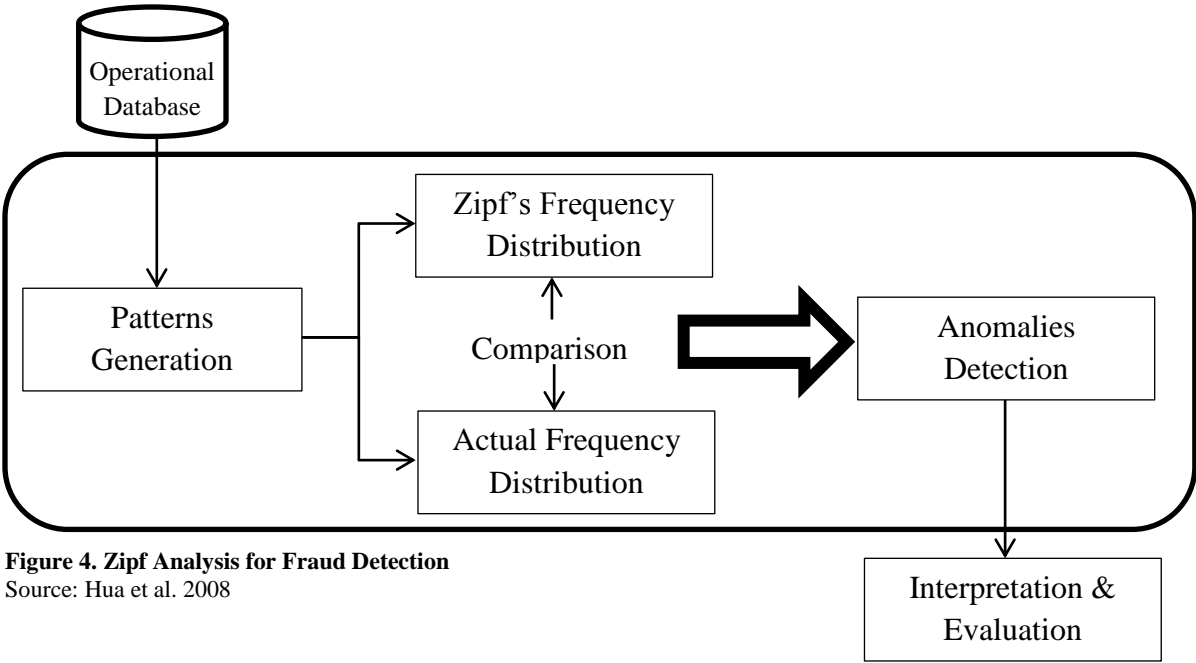 Operational
Database
Zipf’s Frequency
Distribution
Patterns
Generation
Comparison
Anomalies
Detection
Actual Frequency
Distribution
Figure 4. Zipf Analysis for Fraud Detection
Source: Hua et al. 2008
Interpretation &
Evaluation